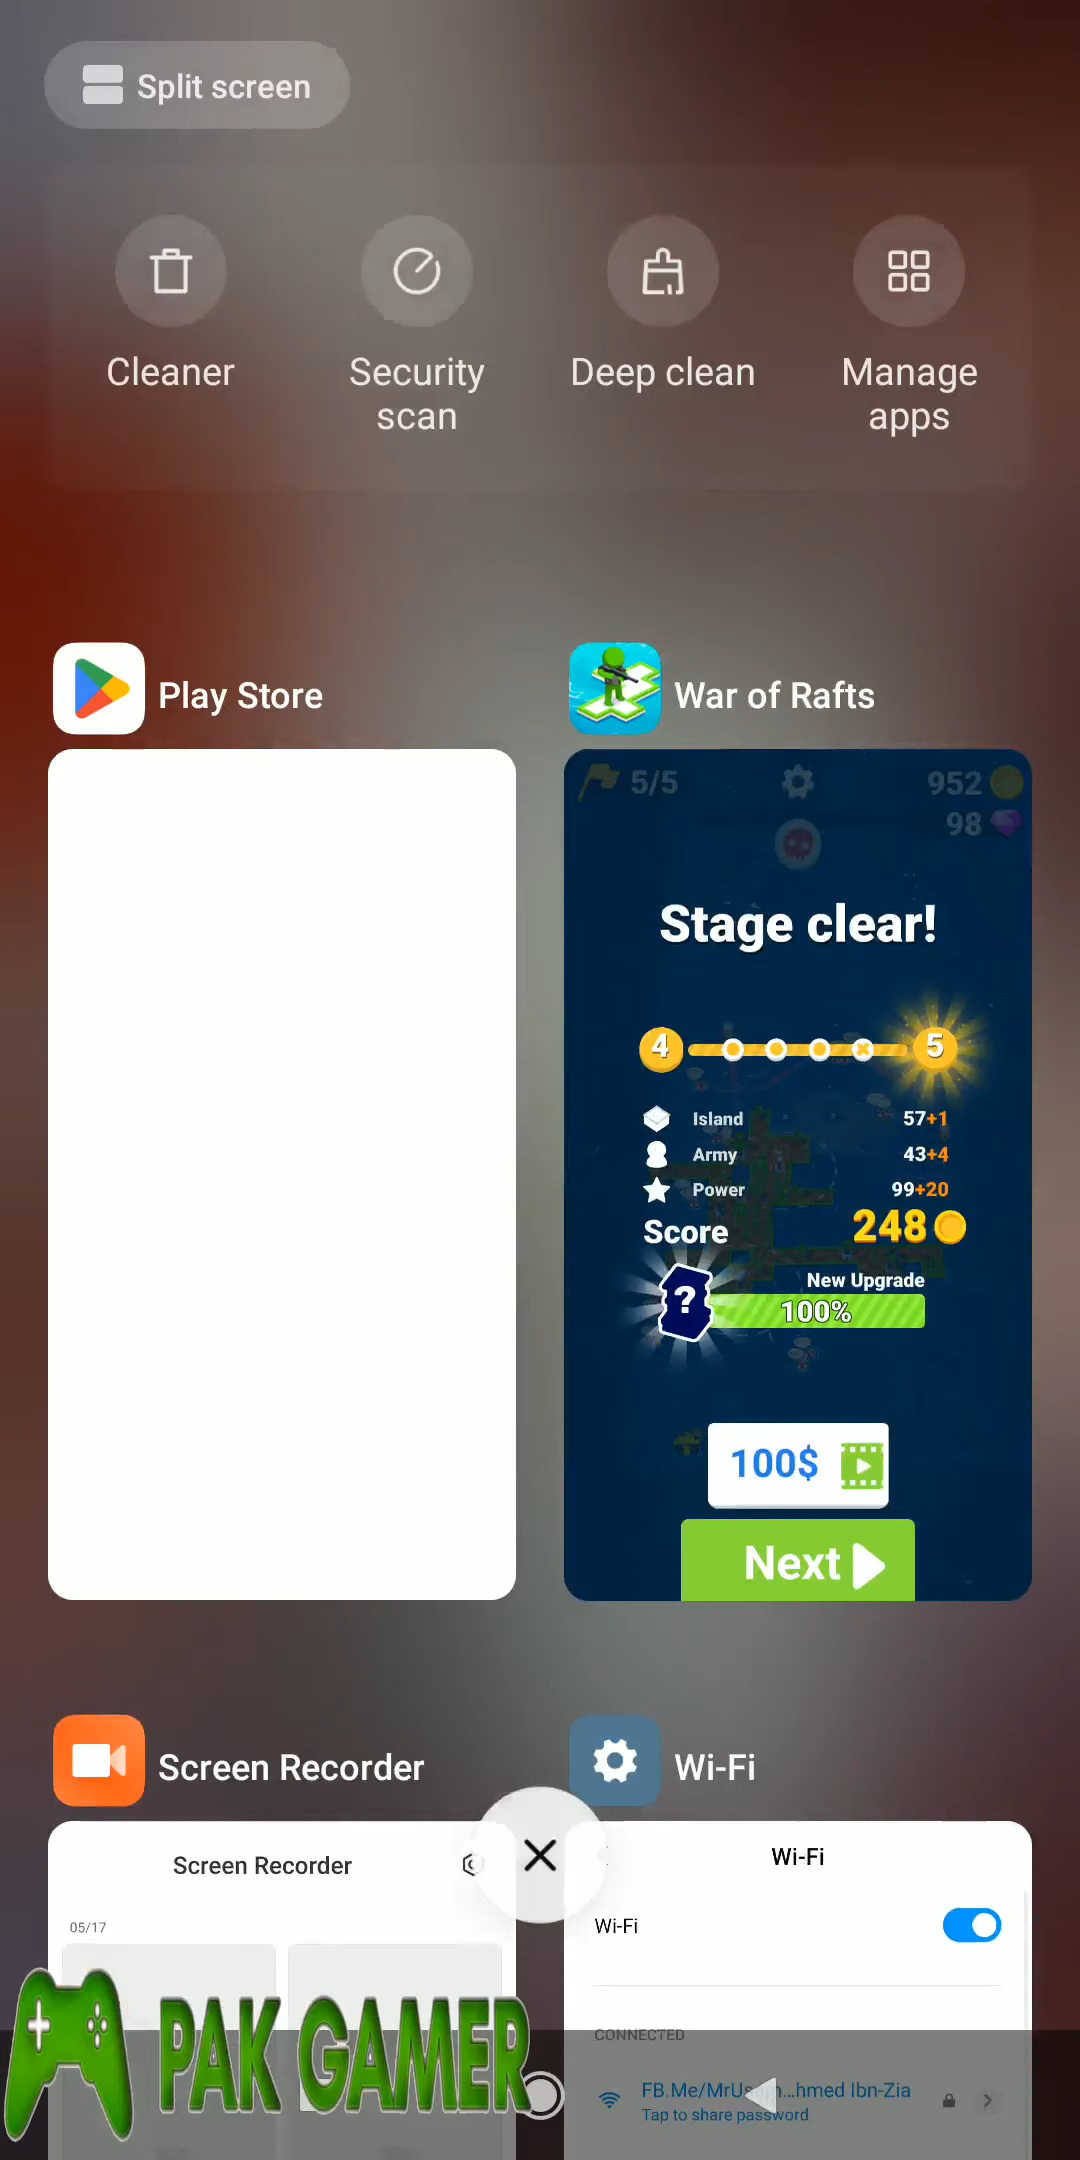 Split screen
Cleaner
Security scan
Deep clean
Manage apps
Play Store
War of Rafts
5/5
952
98
Stage clear!
4
5
Island 57+1
Army 43+4
Power 99+20
Score 248
New Upgrade
?
100%
100$
Next
Screen Recorder
Wi-Fi
Screen Recorder
Wi-Fi
05/17
Wi-Fi
CONNECTED
hmed Ibn-Zia
Tap to share password
PAK GAMER